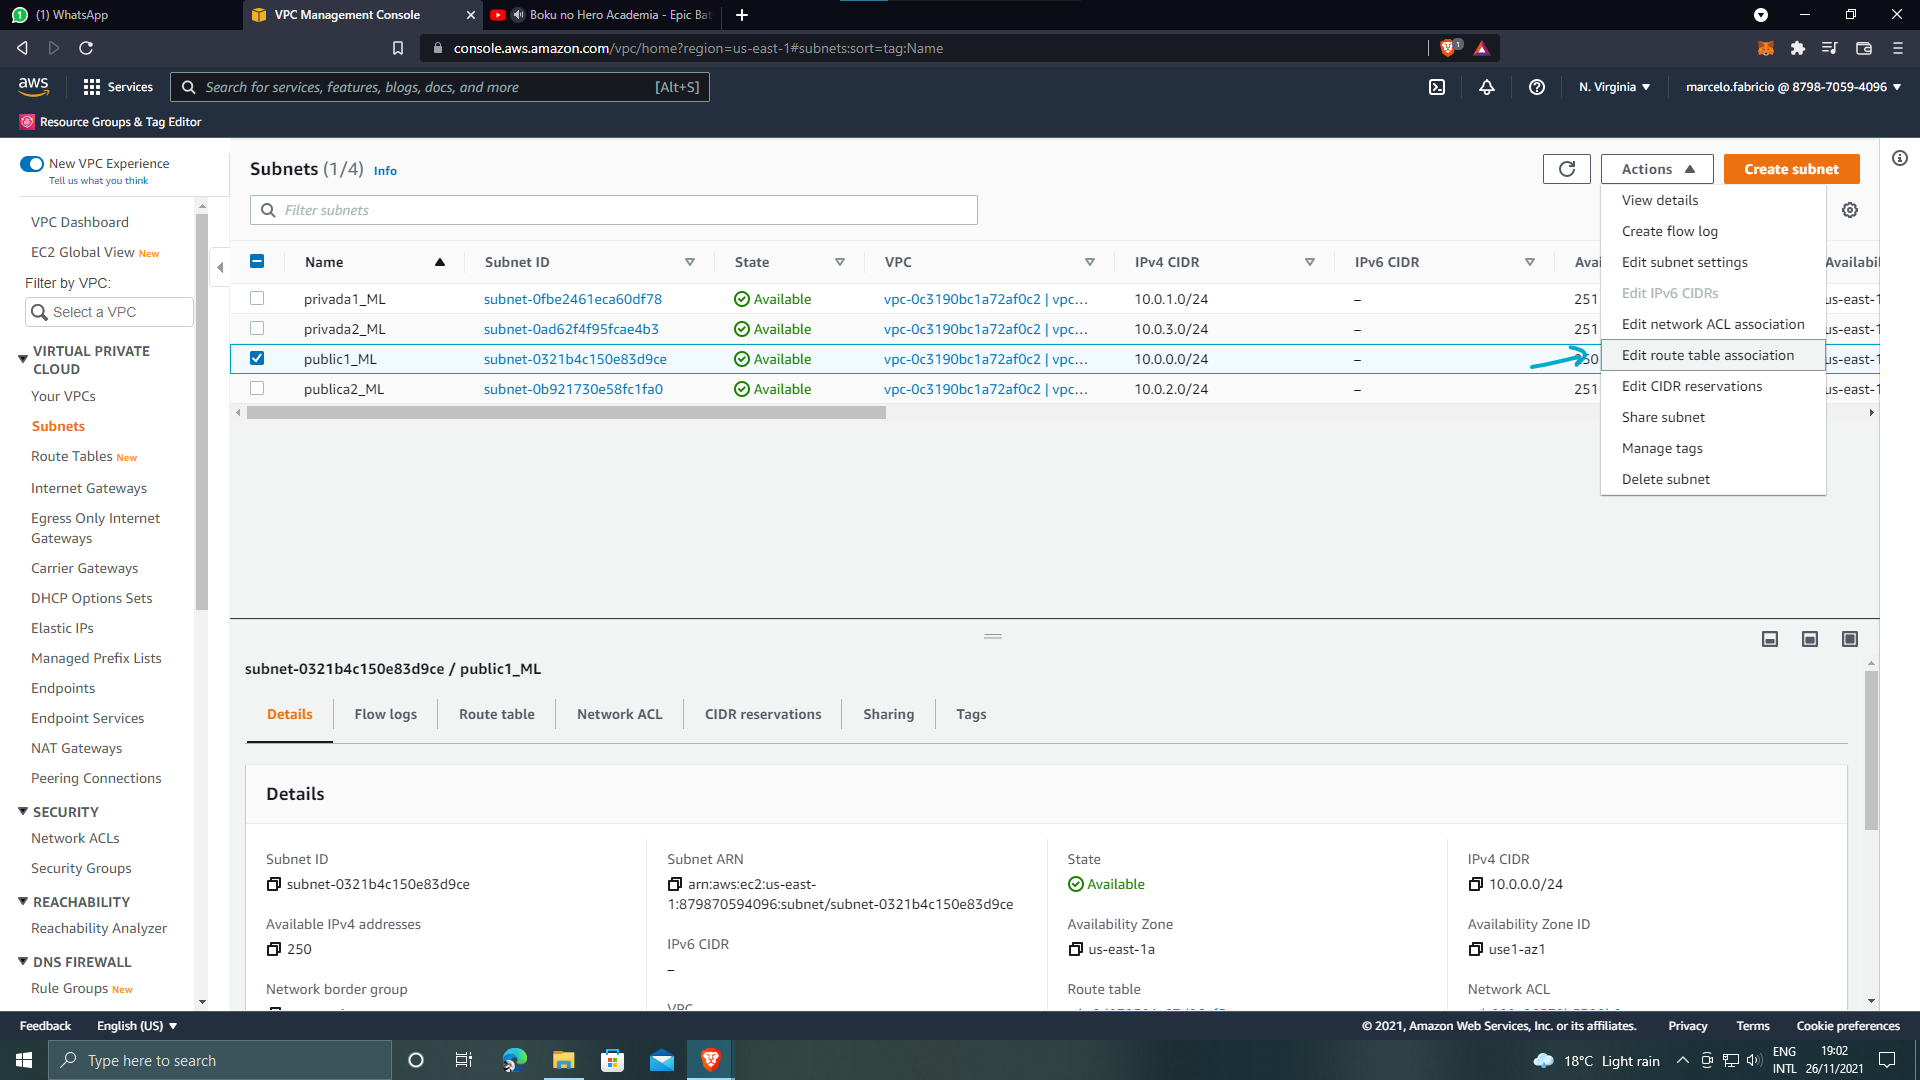 (1) WhatsApp
VPC Management Console
Boku no Hero Academia - Epic Bat
console.aws.amazon.com/vpc/home?region=us-east-1#subnets:sort=tag:Name
1
aws
Services
Search for services, features, blogs, docs, and more
[Alt+S]
N. Virginia
marcelo.fabricio @ 8798-7059-4096
Resource Groups & Tag Editor
New VPC Experience
Tell us what you think
VPC Dashboard
EC2 Global View New
Filter by VPC:
Select a VPC
VIRTUAL PRIVATE
CLOUD
Your VPCs
Subnets
Route Tables New
Internet Gateways
Egress Only Internet
Gateways
Carrier Gateways
DHCP Options Sets
Elastic IPs
Managed Prefix Lists
Endpoints
Endpoint Services
NAT Gateways
Peering Connections
SECURITY
Network ACLs
Security Groups
REACHABILITY
Reachability Analyzer
DNS FIREWALL
Rule Groups New
Subnets (1/4) Info
Actions
Create subnet
Filter subnets
View details
Create flow log
Edit subnet settings
Edit IPv6 CIDRs
Edit network ACL association
Edit route table association
Edit CIDR reservations
Share subnet
Manage tags
Delete subnet
Name Subnet ID State VPC IPv4 CIDR IPv6 CIDR Avai Availabil
privada1_ML subnet-0fbe2461eca60df78 Available vpc-0c3190bc1a72af0c2 | vpc... 10.0.1.0/24 – 251 us-east-1
privada2_ML subnet-0ad62f4f95fcae4b3 Available vpc-0c3190bc1a72af0c2 | vpc... 10.0.3.0/24 – 251 us-east-1
public1_ML subnet-0321b4c150e83d9ce Available vpc-0c3190bc1a72af0c2 | vpc... 10.0.0.0/24 – 250 us-east-1
publica2_ML subnet-0b921730e58fc1fa0 Available vpc-0c3190bc1a72af0c2 | vpc... 10.0.2.0/24 – 251 us-east-1
subnet-0321b4c150e83d9ce / public1_ML
Details
Flow logs
Route table
Network ACL
CIDR reservations
Sharing
Tags
Details
Subnet ID
subnet-0321b4c150e83d9ce
Available IPv4 addresses
250
Network border group
Subnet ARN
arn:aws:ec2:us-east-
1:879870594096:subnet/subnet-0321b4c150e83d9ce
IPv6 CIDR
–
VPC
State
Available
Availability Zone
us-east-1a
Route table
IPv4 CIDR
10.0.0.0/24
Availability Zone ID
use1-az1
Network ACL
Feedback
English (US)
© 2021, Amazon Web Services, Inc. or its affiliates.
Privacy
Terms
Cookie preferences
Type here to search
18°C Light rain
ENG
INTL
19:02
26/11/2021